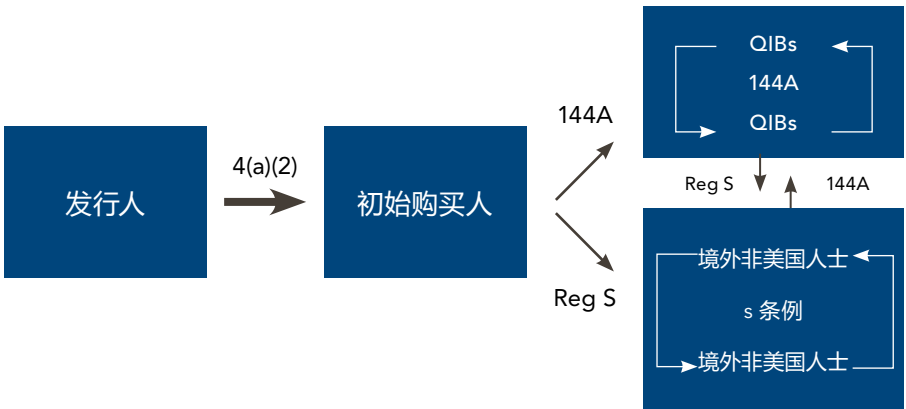 发行人
4(a)(2)
初始购买人
144A
Reg S
QIBs
144A
QIBs
Reg S
144A
境外非美国人士
s 条例
境外非美国人士